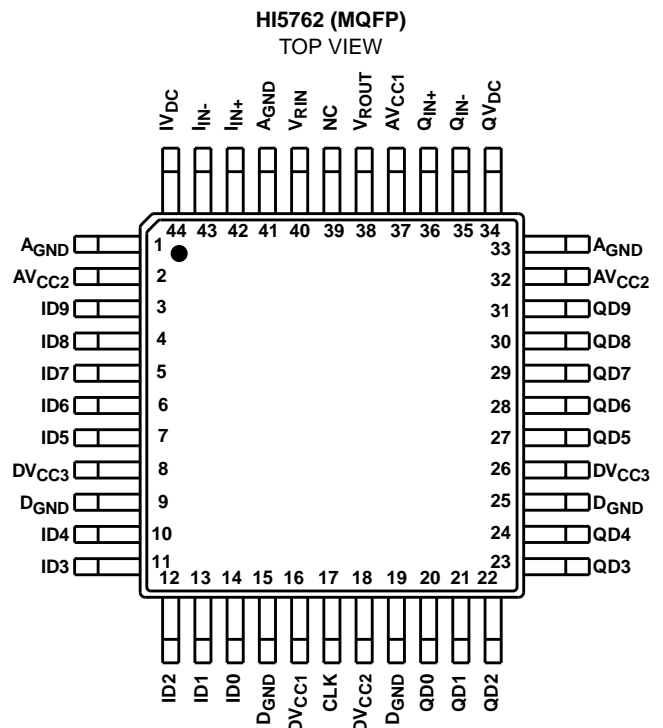 HI5762 (MQFP)
TOP VIEW
IVDC
IIN-
IIN+
AGND
VRIN
NC
VROUT
AVCC1
QIN+
QIN-
QVDC
44 43 42 41 40 39 38 37 36 35 34
AGND 1 33 AGND
AVCC2 2 32 AVCC2
ID9 3 31 QD9
ID8 4 30 QD8
ID7 5 29 QD7
ID6 6 28 QD6
ID5 7 27 QD5
DVCC3 8 26 DVCC3
DGND 9 25 DGND
ID4 10 24 QD4
ID3 11 23 QD3
12 13 14 15 16 17 18 19 20 21 22
ID2
ID1
ID0
DGND
DVCC1
CLK
DVCC2
DGND
QD0
QD1
QD2